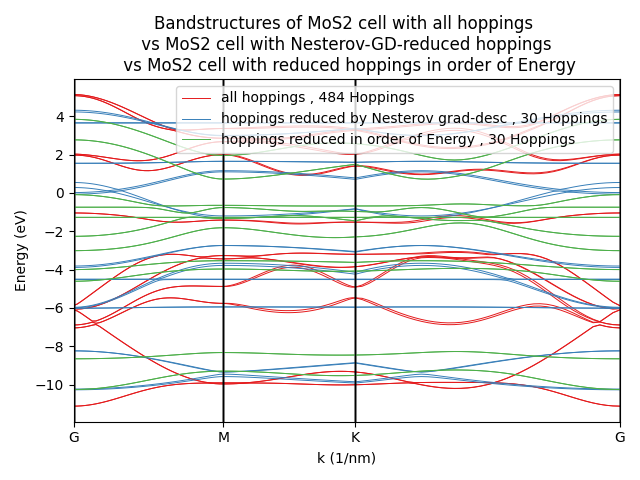 Bandstructures of MoS2 cell with all hoppings
vs MoS2 cell with Nesterov-GD-reduced hoppings
vs MoS2 cell with reduced hoppings in order of Energy
all hoppings , 484 Hoppings
hoppings reduced by Nesterov grad-desc , 30 Hoppings
hoppings reduced in order of Energy , 30 Hoppings
Energy (eV)
4
2
0
−2
−4
−6
−8
−10
G M K G
k (1/nm)